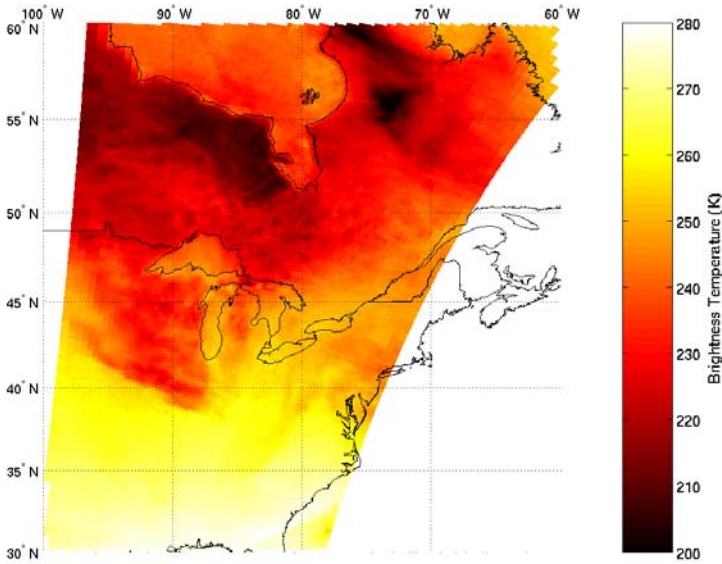 100° W 90° W 80° W 70° W 60° W
60° N
55° N
50° N
45° N
40° N
35° N
30° N
280
270
260
250
240
230
220
210
200
Brightness Temperature (K)